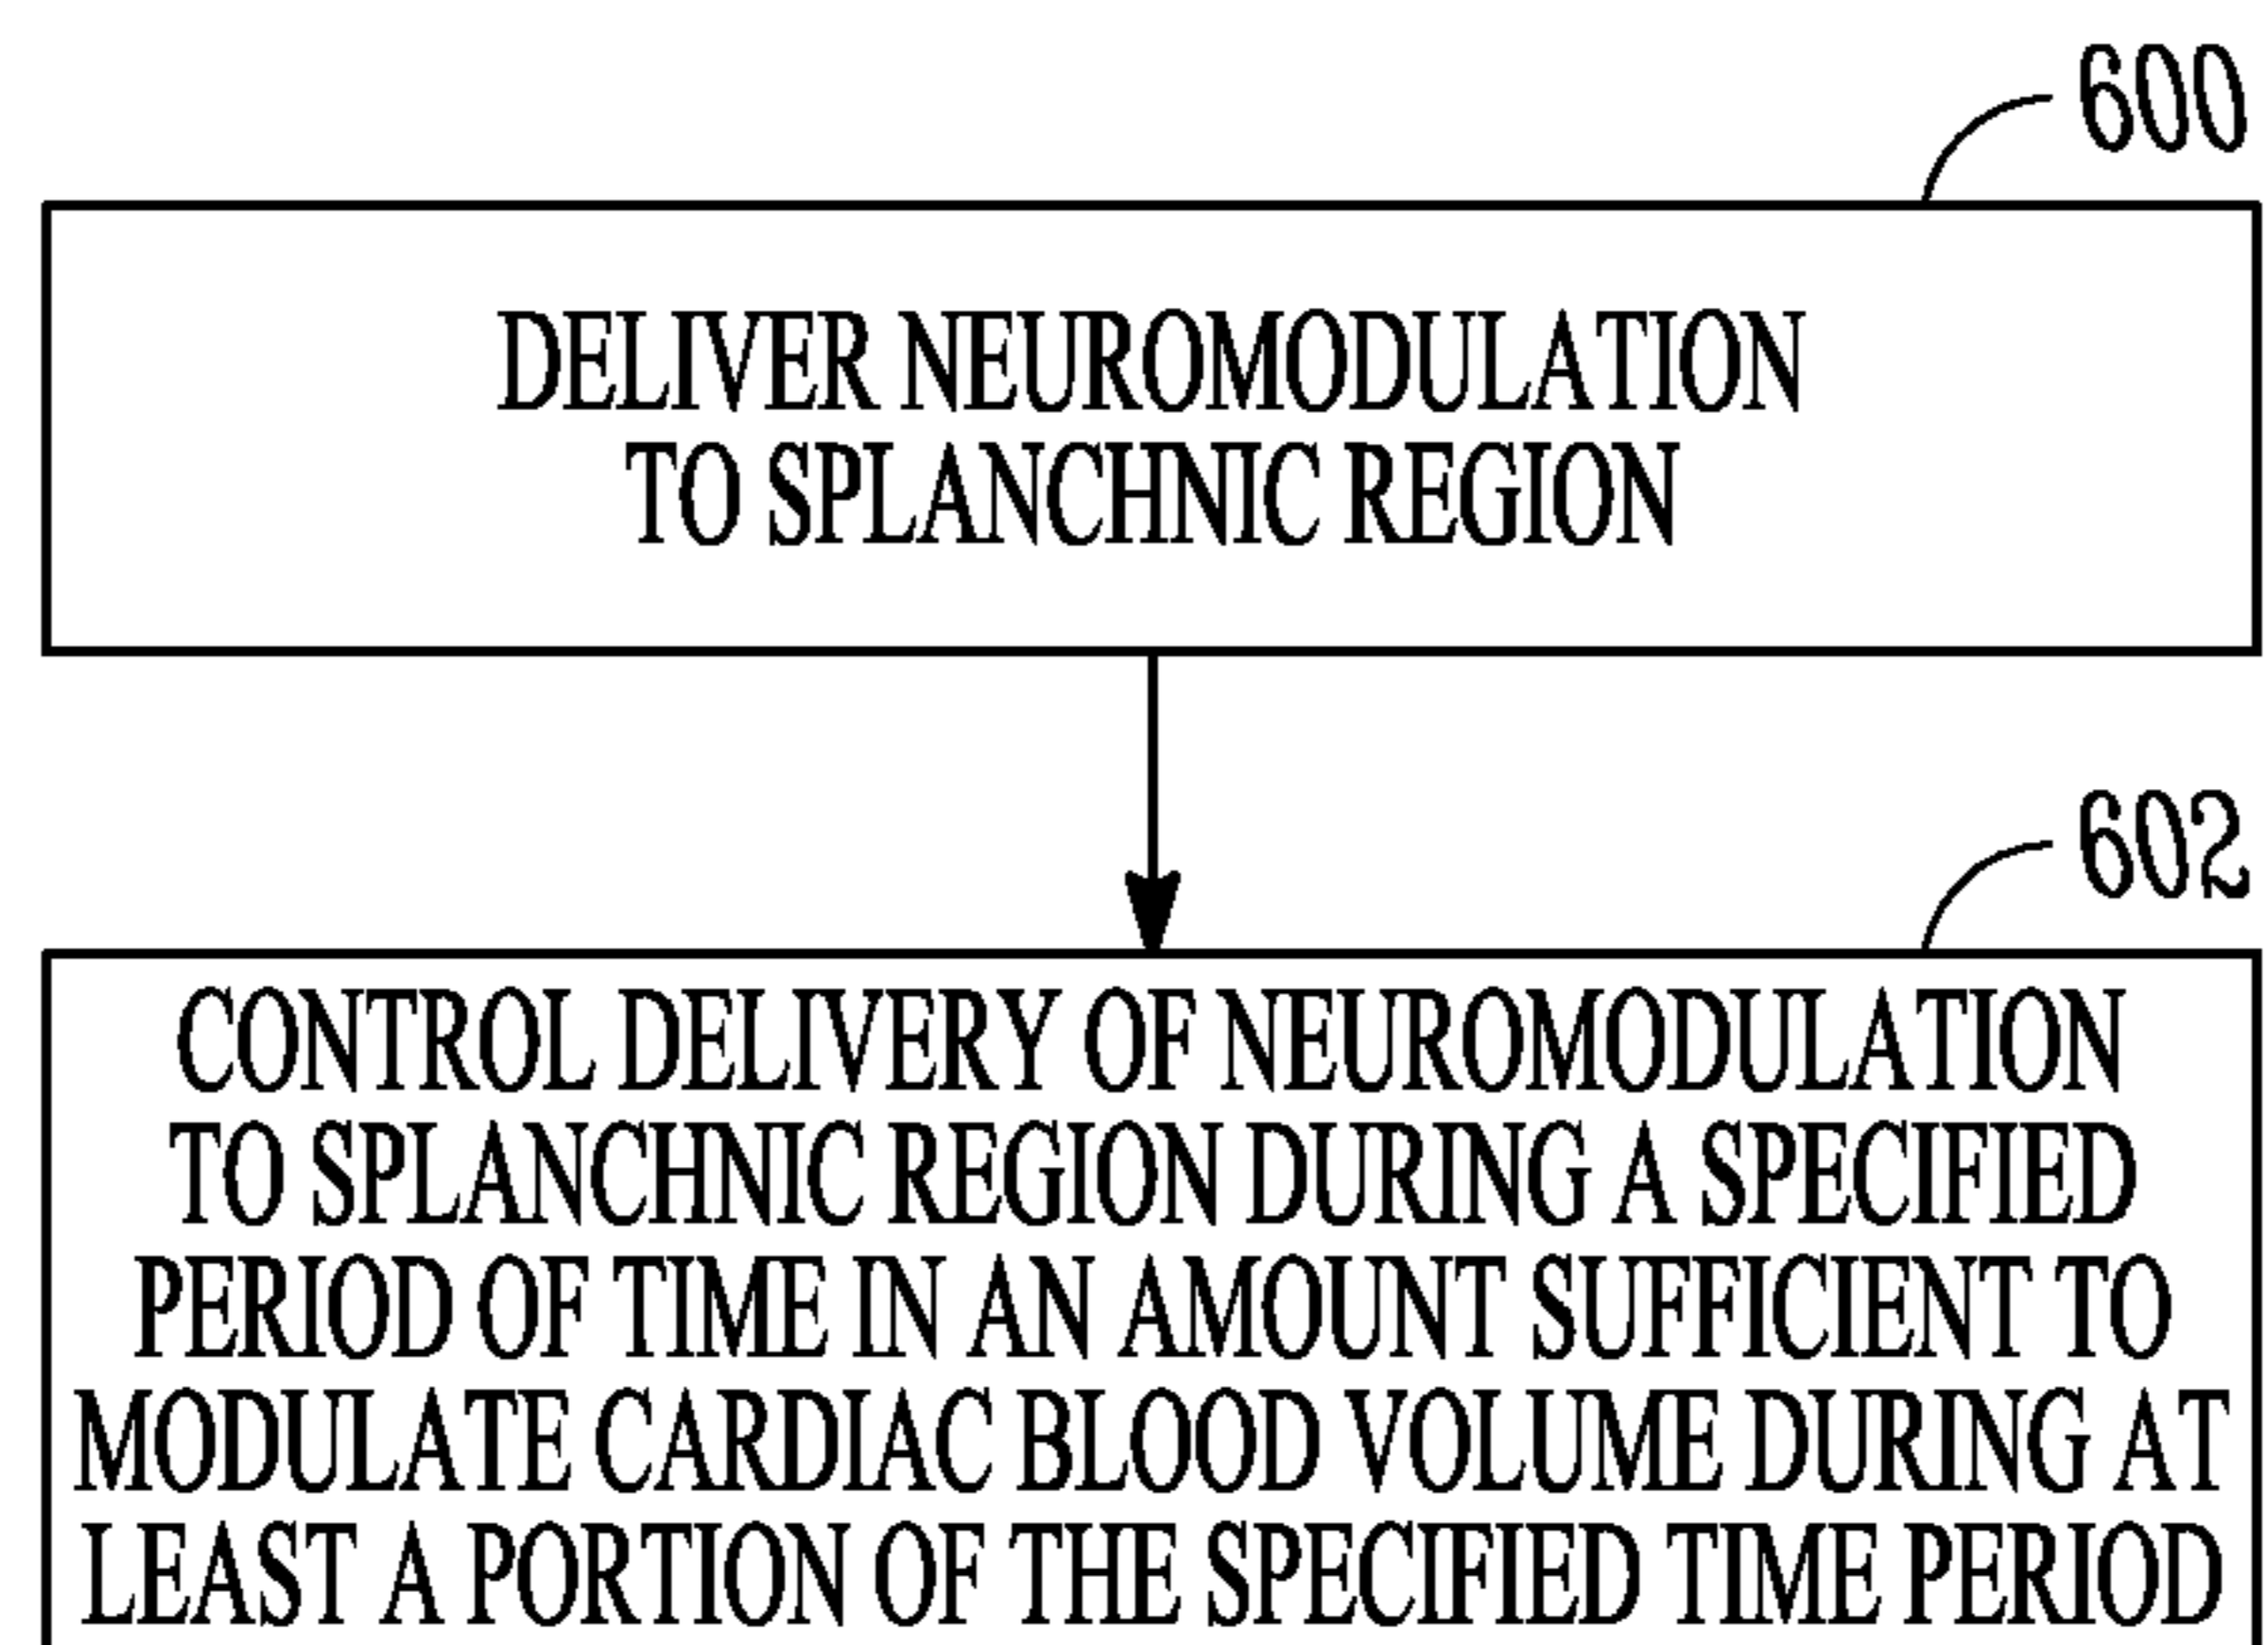 600
DELIVER NEUROMODULATION
TO SPLANCHNIC REGION
602
CONTROL DELIVERY OF NEUROMODULATION
TO SPLANCHNIC REGION DURING A SPECIFIED
PERIOD OF TIME IN AN AMOUNT SUFFICIENT TO
MODULATE CARDIAC BLOOD VOLUME DURING AT
LEAST A PORTION OF THE SPECIFIED TIME PERIOD